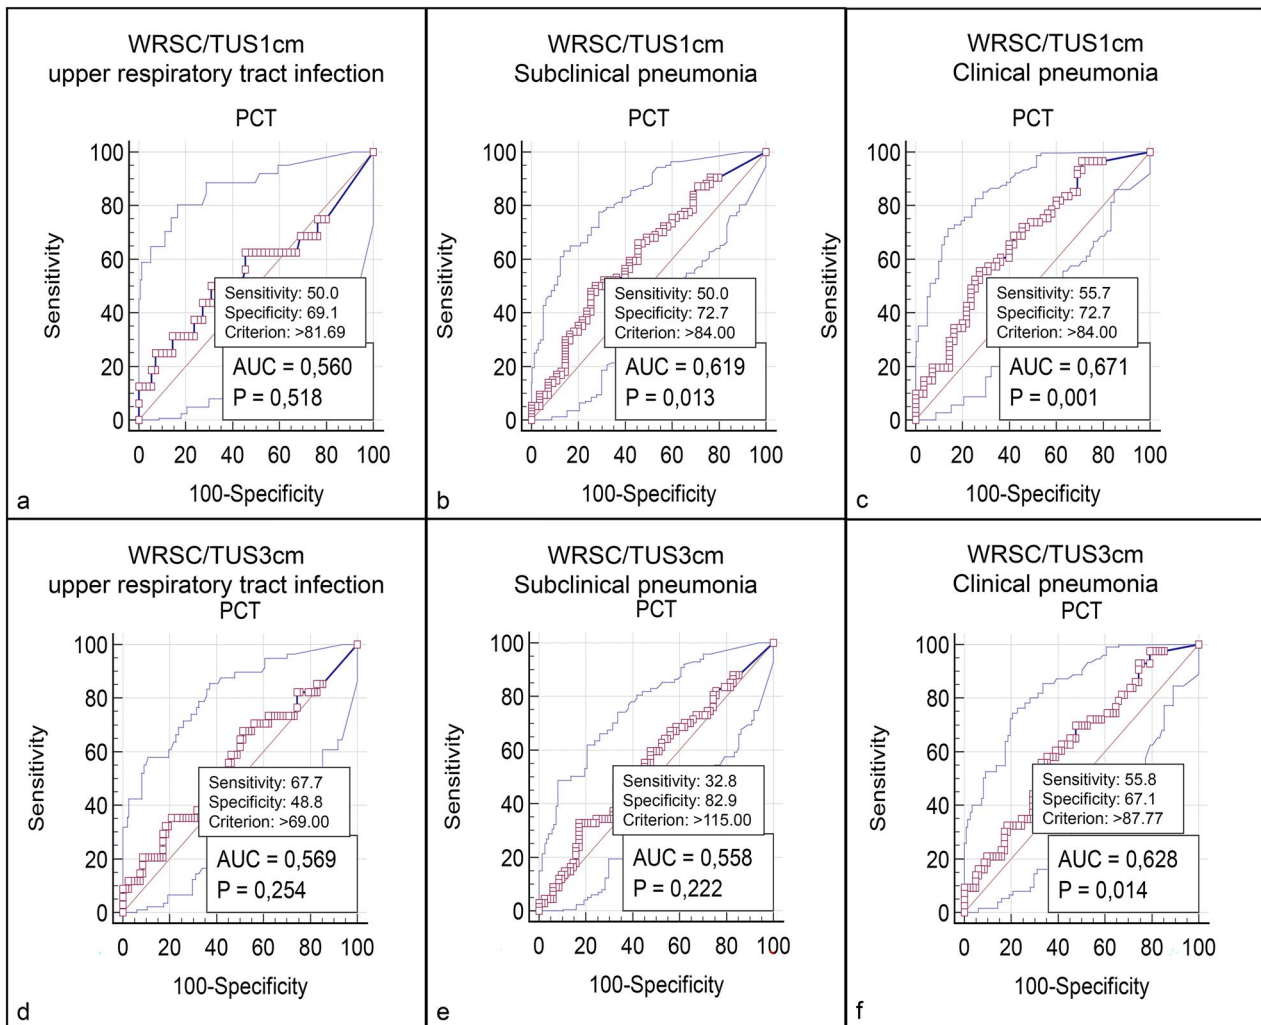 WRSC/TUS1cm
upper respiratory tract infection
PCT
100
80
60
40
20
0
Sensitivity
Sensitivity: 50.0
Specificity: 69.1
Criterion: >81.69
AUC = 0,560
P = 0,518
0 20 40 60 80 100
100-Specificity
a
WRSC/TUS1cm
Subclinical pneumonia
PCT
100
80
60
40
20
0
Sensitivity
Sensitivity: 50.0
Specificity: 72.7
Criterion: >84.00
AUC = 0,619
P = 0,013
0 20 40 60 80 100
100-Specificity
b
WRSC/TUS1cm
Clinical pneumonia
PCT
100
80
60
40
20
0
Sensitivity
Sensitivity: 55.7
Specificity: 72.7
Criterion: >84.00
AUC = 0,671
P = 0,001
0 20 40 60 80 100
100-Specificity
c
WRSC/TUS3cm
upper respiratory tract infection
PCT
100
80
60
40
20
0
Sensitivity
Sensitivity: 67.7
Specificity: 48.8
Criterion: >69.00
AUC = 0,569
P = 0,254
0 20 40 60 80 100
100-Specificity
d
WRSC/TUS3cm
Subclinical pneumonia
PCT
100
80
60
40
20
0
Sensitivity
Sensitivity: 32.8
Specificity: 82.9
Criterion: >115.00
AUC = 0,558
P = 0,222
0 20 40 60 80 100
100-Specificity
e
WRSC/TUS3cm
Clinical pneumonia
PCT
100
80
60
40
20
0
Sensitivity
Sensitivity: 55.8
Specificity: 67.1
Criterion: >87.77
AUC = 0,628
P = 0,014
0 20 40 60 80 100
100-Specificity
f